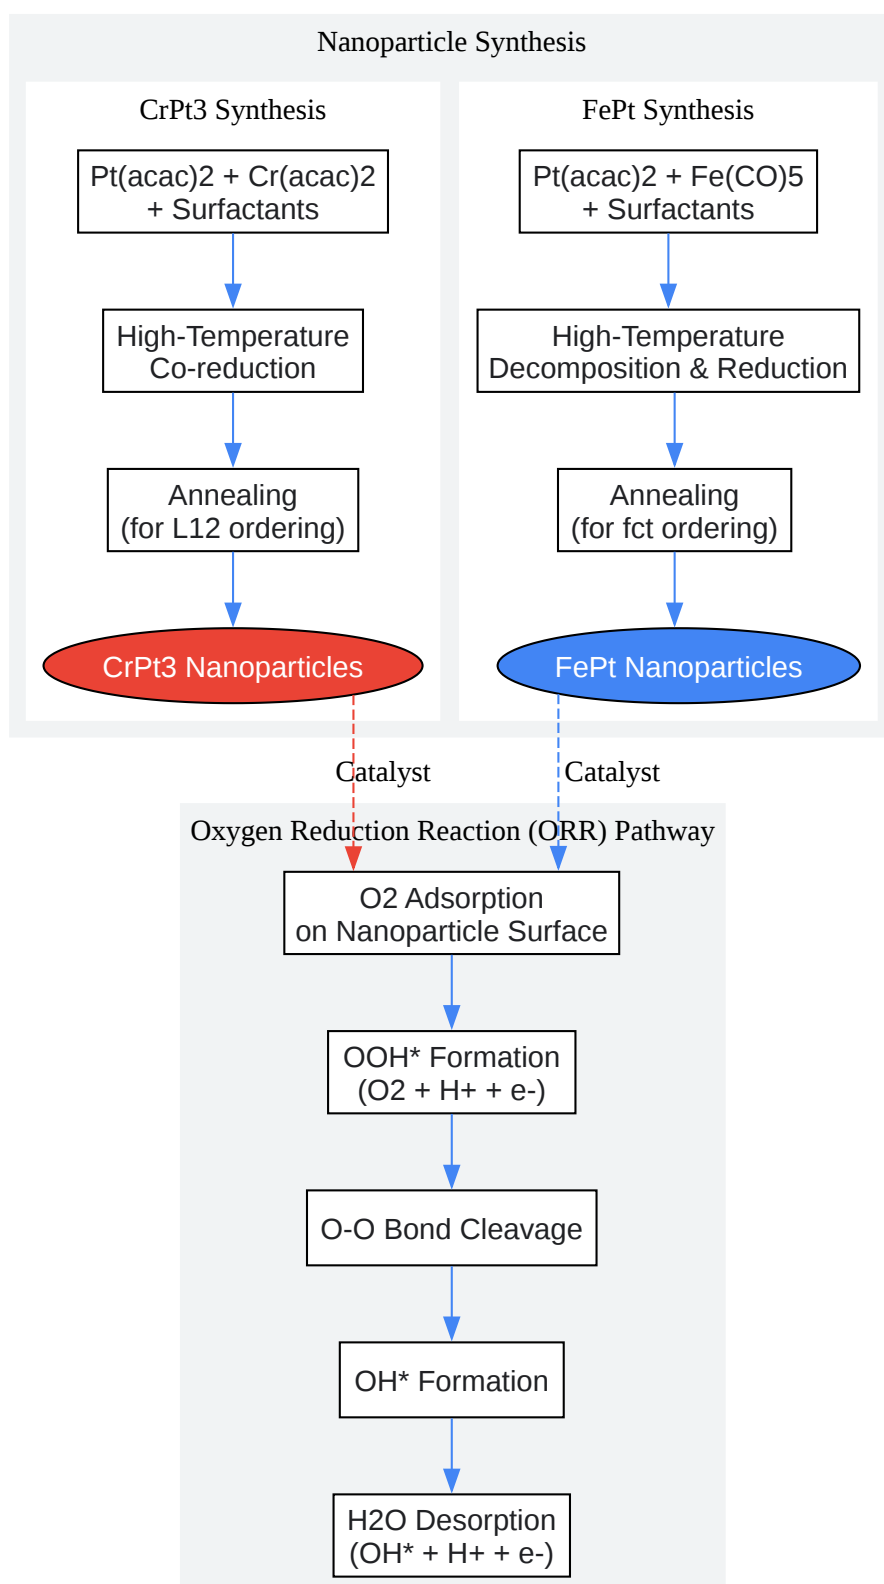 Nanoparticle Synthesis
CrPt3 Synthesis
Pt(acac)2 + Cr(acac)2
+ Surfactants
High-Temperature
Co-reduction
Annealing
(for L12 ordering)
CrPt3 Nanoparticles
FePt Synthesis
Pt(acac)2 + Fe(CO)5
+ Surfactants
High-Temperature
Decomposition & Reduction
Annealing
(for fct ordering)
FePt Nanoparticles
Catalyst
Catalyst
Oxygen Reduction Reaction (ORR) Pathway
O2 Adsorption
on Nanoparticle Surface
OOH* Formation
(O2 + H+ + e-)
O-O Bond Cleavage
OH* Formation
H2O Desorption
(OH* + H+ + e-)